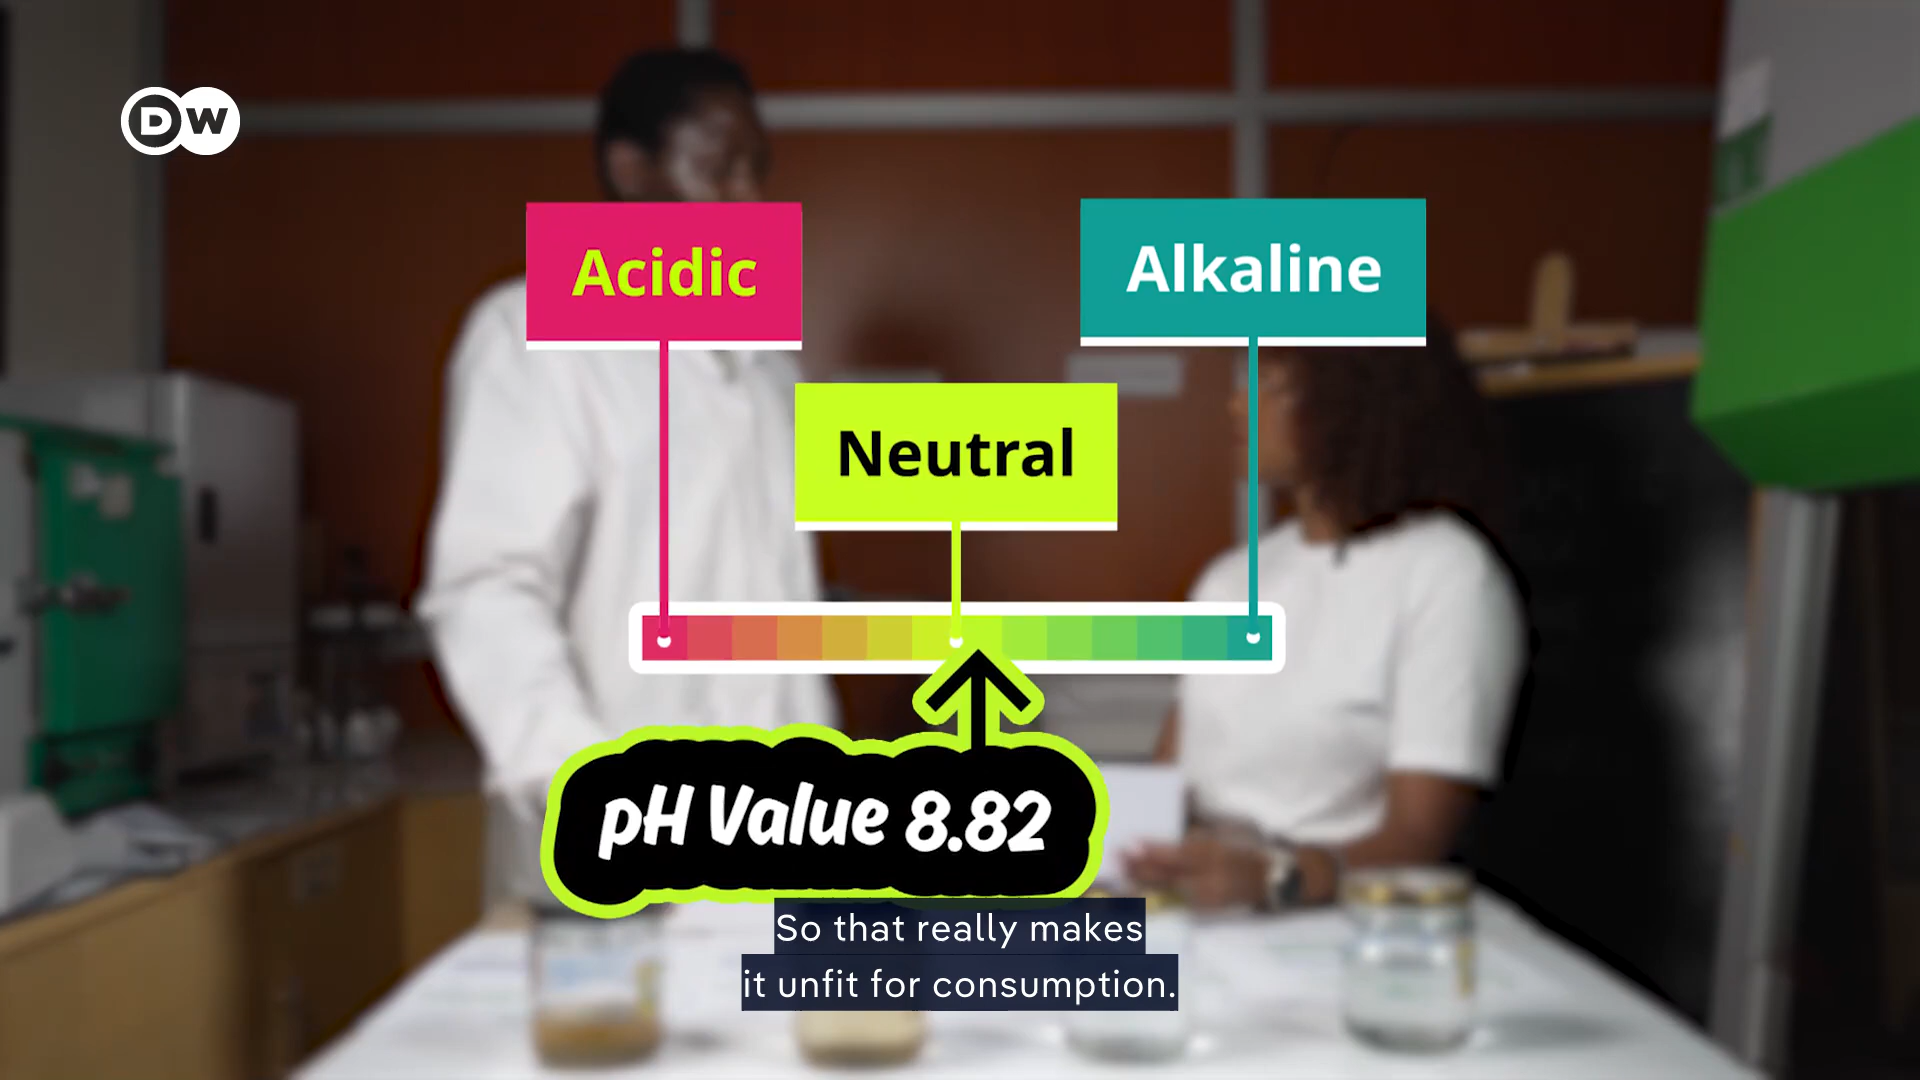 DW
Acidic
Alkaline
Neutral
pH Value 8.82
So that really makes
it unfit for consumption.